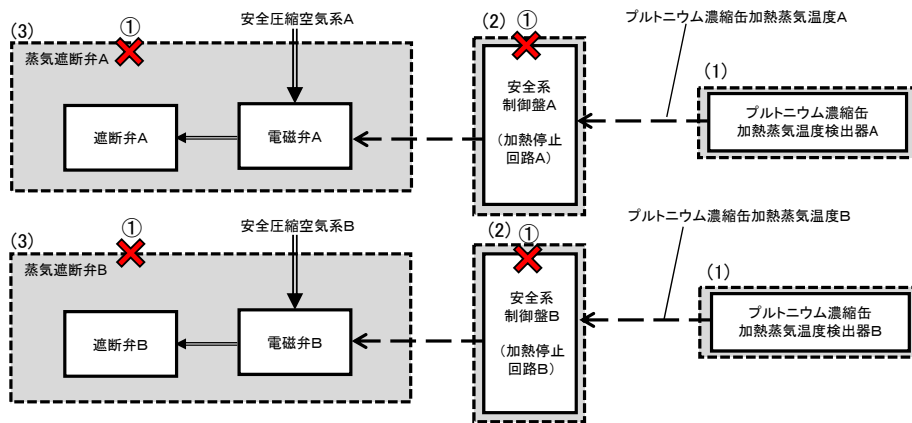 (3)
①
蒸気遮断弁A
安全圧縮空気系A
遮断弁A
電磁弁A
(2)
①
安全系
制御盤A
(加熱停止
回路A)
プルトニウム濃縮缶加熱蒸気温度A
(1)
プルトニウム濃縮缶
加熱蒸気温度検出器A
(3)
①
蒸気遮断弁B
安全圧縮空気系B
遮断弁B
電磁弁B
(2)
①
安全系
制御盤B
(加熱停止
回路B)
プルトニウム濃縮缶加熱蒸気温度B
(1)
プルトニウム濃縮缶
加熱蒸気温度検出器B